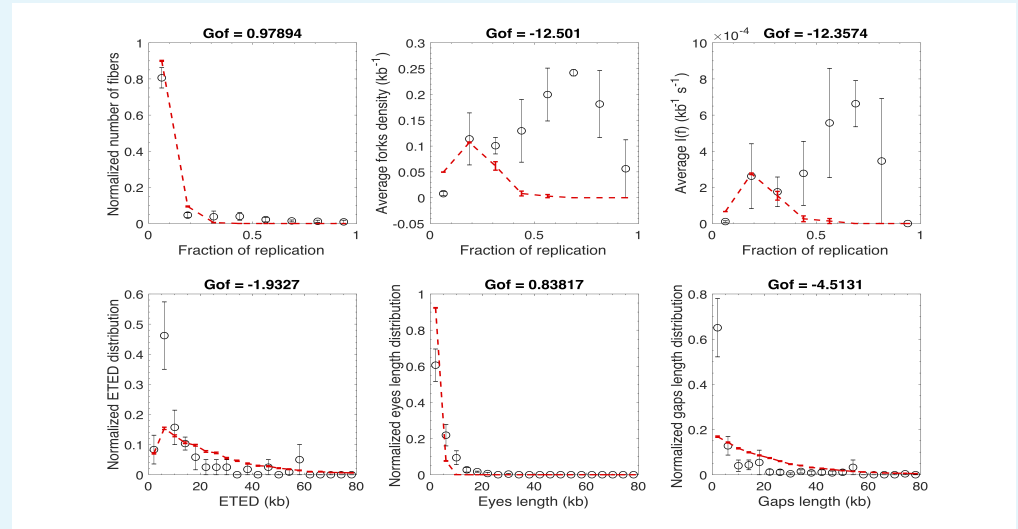 Gof = 0.97894
Normalized number of fibers
1
0.8
0.6
0.4
0.2
0
0 0.5 1
Fraction of replication
Gof = -12.501
Average forks density (kb⁻¹)
0.3
0.25
0.2
0.15
0.1
0.05
0
-0.05
0 0.5 1
Fraction of replication
×10⁻⁴ Gof = -12.3574
Average I(f) (kb⁻¹ s⁻¹)
10
8
6
4
2
0
0 0.5 1
Fraction of replication
Gof = -1.9327
Normalized ETED distribution
0.6
0.5
0.4
0.3
0.2
0.1
0
0 20 40 60 80
ETED (kb)
Gof = 0.83817
Normalized eyes length distribution
1
0.8
0.6
0.4
0.2
0
0 20 40 60 80
Eyes length (kb)
Gof = -4.5131
Normalized gaps length distribution
0.8
0.6
0.4
0.2
0
0 20 40 60 80
Gaps length (kb)